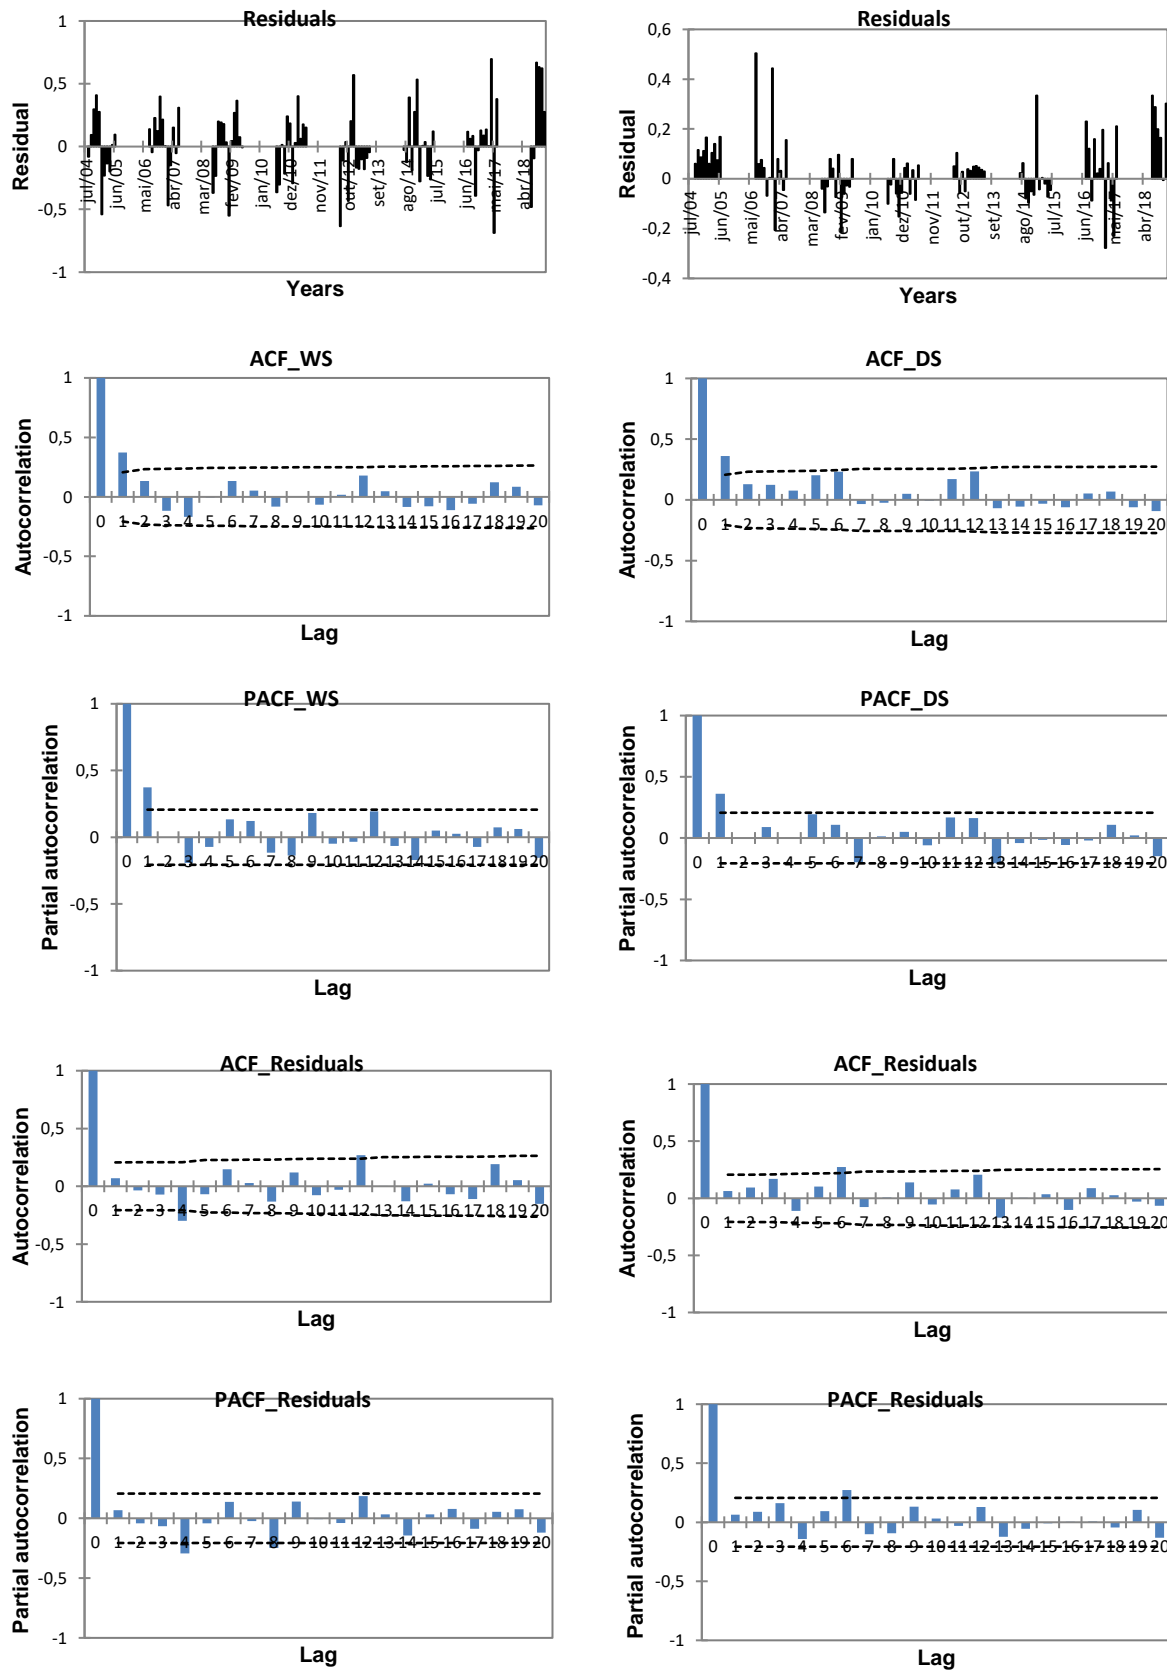 Residuals
1
0,5
0
-0,5
-1
Residual
jul/04
jun/05
mai/06
abr/07
mar/08
fev/09
jan/10
dez/10
nov/11
out/12
set/13
ago/14
jul/15
jun/16
mai/17
abr/18
Years
Residuals
0,6
0,4
0,2
0
-0,2
-0,4
Residual
jul/04
jun/05
mai/06
abr/07
mar/08
fev/09
jan/10
dez/10
nov/11
out/12
set/13
ago/14
jul/15
jun/16
mai/17
abr/18
Years
ACF_WS
1
0,5
0
-0,5
-1
Autocorrelation
0 1 2 3 4 5 6 7 8 9 10 11 12 13 14 15 16 17 18 19 20
Lag
ACF_DS
1
0,5
0
-0,5
-1
Autocorrelation
0 1 2 3 4 5 6 7 8 9 10 11 12 13 14 15 16 17 18 19 20
Lag
PACF_WS
1
0,5
0
-0,5
-1
Partial autocorrelation
0 1 2 3 4 5 6 7 8 9 10 11 12 13 14 15 16 17 18 19 20
Lag
PACF_DS
1
0,5
0
-0,5
-1
Partial autocorrelation
0 1 2 3 4 5 6 7 8 9 10 11 12 13 14 15 16 17 18 19 20
Lag
ACF_Residuals
1
0,5
0
-0,5
-1
Autocorrelation
0 1 2 3 4 5 6 7 8 9 10 11 12 13 14 15 16 17 18 19 20
Lag
ACF_Residuals
1
0,5
0
-0,5
-1
Autocorrelation
0 1 2 3 4 5 6 7 8 9 10 11 12 13 14 15 16 17 18 19 20
Lag
PACF_Residuals
1
0,5
0
-0,5
-1
Partial autocorrelation
0 1 2 3 4 5 6 7 8 9 10 11 12 13 14 15 16 17 18 19 20
Lag
PACF_Residuals
1
0,5
0
-0,5
-1
Partial autocorrelation
0 1 2 3 4 5 6 7 8 9 10 11 12 13 14 15 16 17 18 19 20
Lag